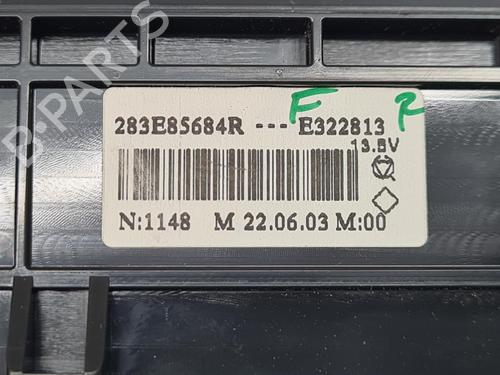 B-PARTS
F R
283E85684R --- E322813
13.5V
N:1148 M 22.06.03 M:00